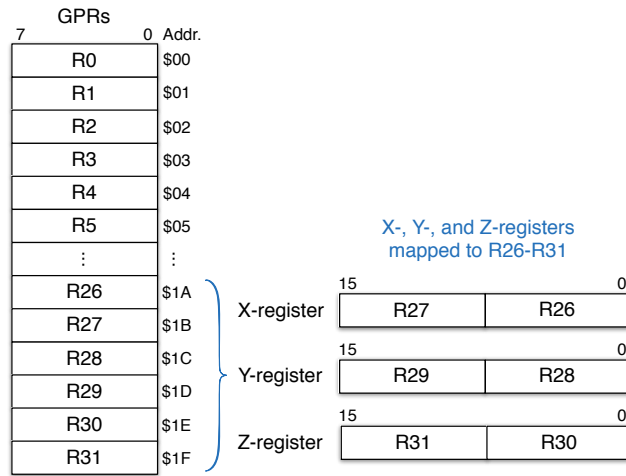 GPRs
7 0 Addr.
R0 $00
R1 $01
R2 $02
R3 $03
R4 $04
R5 $05
⋮ ⋮
R26 $1A
R27 $1B
R28 $1C
R29 $1D
R30 $1E
R31 $1F
X-, Y-, and Z-registers
mapped to R26-R31
15 0
X-register R27 R26
15 0
Y-register R29 R28
15 0
Z-register R31 R30